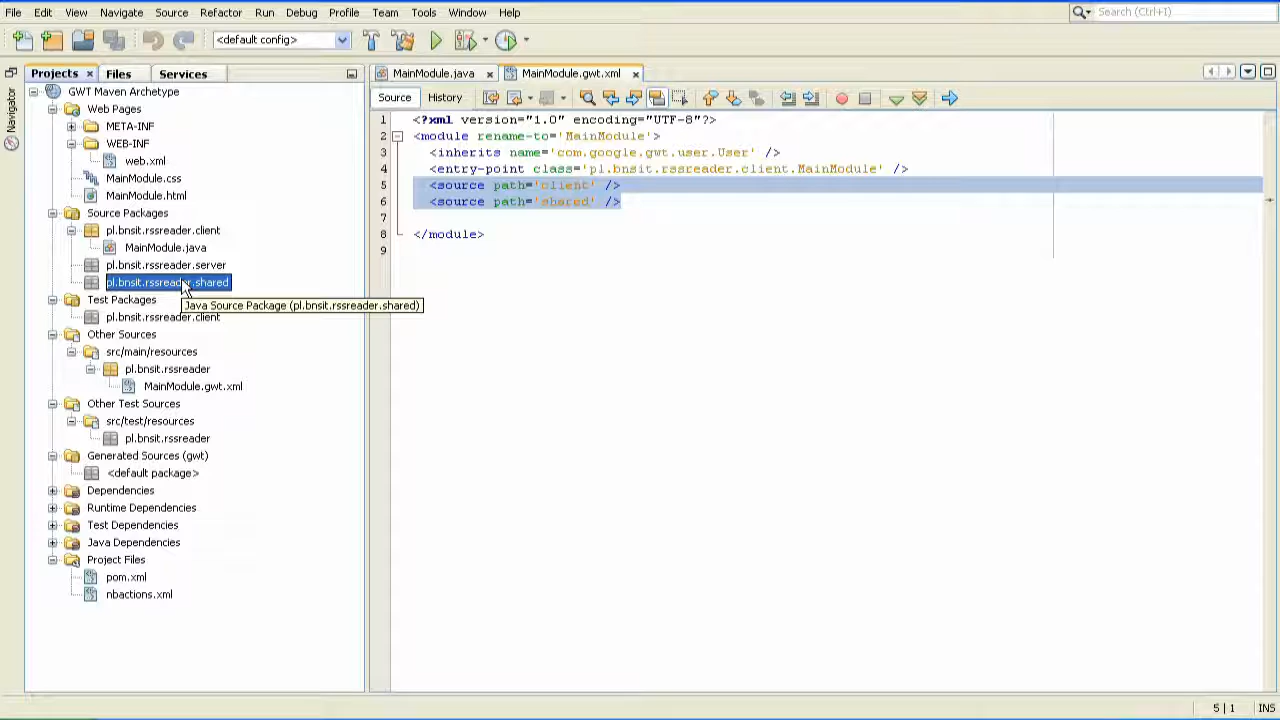 File Edit View Navigate Source Refactor Run Debug Profile Team Tools Window Help
Search (Ctrl+I)
<default config>
Projects Files Services
MainModule.java MainModule.gwt.xml
Navigator
Source History
GWT Maven Archetype
Web Pages
META-INF
WEB-INF
web.xml
MainModule.css
MainModule.html
Source Packages
pl.bnsit.rssreader.client
MainModule.java
pl.bnsit.rssreader.server
pl.bnsit.rssreader.shared
Java Source Package (pl.bnsit.rssreader.shared)
Test Packages
pl.bnsit.rssreader.client
Other Sources
src/main/resources
pl.bnsit.rssreader
MainModule.gwt.xml
Other Test Sources
src/test/resources
pl.bnsit.rssreader
Generated Sources (gwt)
<default package>
Dependencies
Runtime Dependencies
Test Dependencies
Java Dependencies
Project Files
pom.xml
nbactions.xml
1 <?xml version="1.0" encoding="UTF-8"?>
2 <module rename-to='MainModule'>
3 <inherits name='com.google.gwt.user.User' />
4 <entry-point class='pl.bnsit.rssreader.client.MainModule' />
5 <source path='client' />
6 <source path='shared' />
7
8 </module>
9
5 | 1 INS